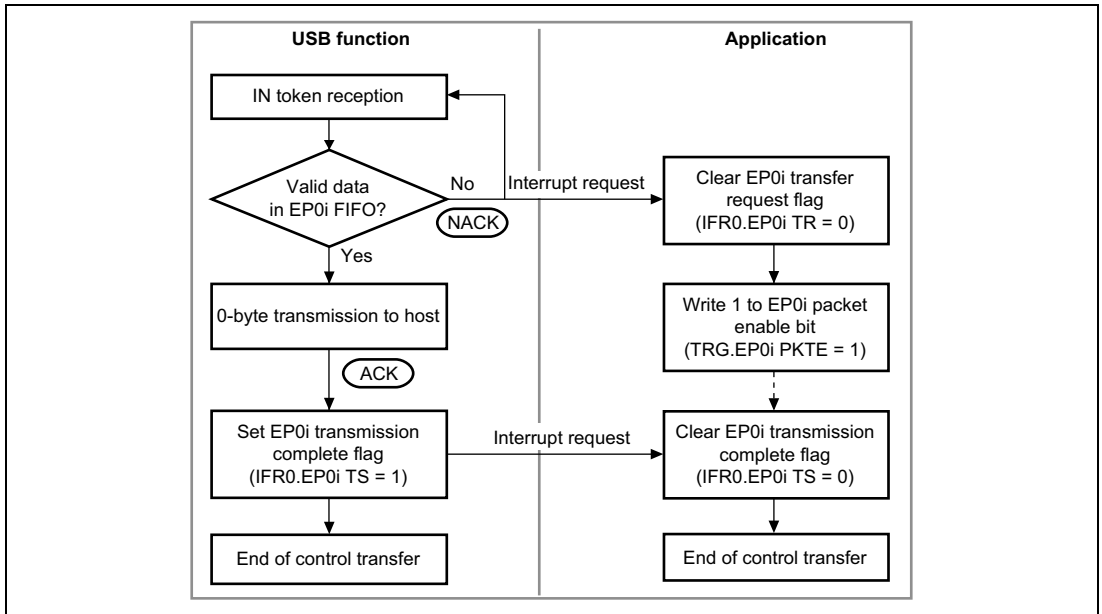 USB function
Application
IN token reception
Valid data
in EP0i FIFO?
No
NACK
Interrupt request
Clear EP0i transfer
request flag
(IFR0.EP0i TR = 0)
Yes
0-byte transmission to host
Write 1 to EP0i packet
enable bit
(TRG.EP0i PKTE = 1)
ACK
Set EP0i transmission
complete flag
(IFR0.EP0i TS = 1)
Interrupt request
Clear EP0i transmission
complete flag
(IFR0.EP0i TS = 0)
End of control transfer
End of control transfer